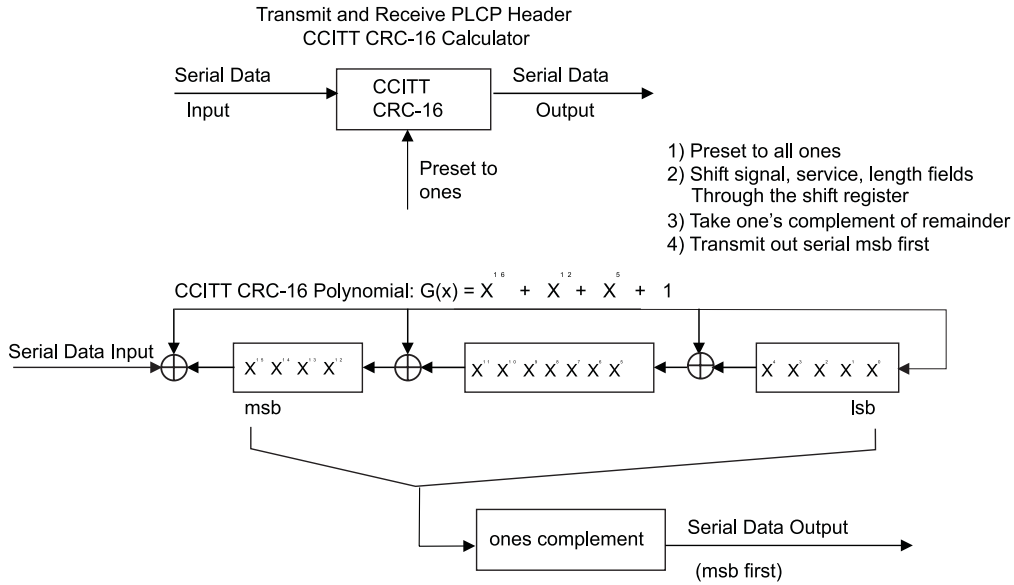 Transmit and Receive PLCP Header
CCITT CRC-16 Calculator
Serial Data
Input
CCITT
CRC-16
Serial Data
Output
Preset to
ones
1) Preset to all ones
2) Shift signal, service, length fields
Through the shift register
3) Take one's complement of remainder
4) Transmit out serial msb first
CCITT CRC-16 Polynomial: G(x) = X¹⁶ + X¹² + X⁵ + 1
Serial Data Input
X¹⁵ X¹⁴ X¹³ X¹²
X¹¹ X¹⁰ X⁹ X⁸ X⁷ X⁶ X⁵
X⁴ X³ X² X¹ X⁰
msb
lsb
ones complement
Serial Data Output
(msb first)